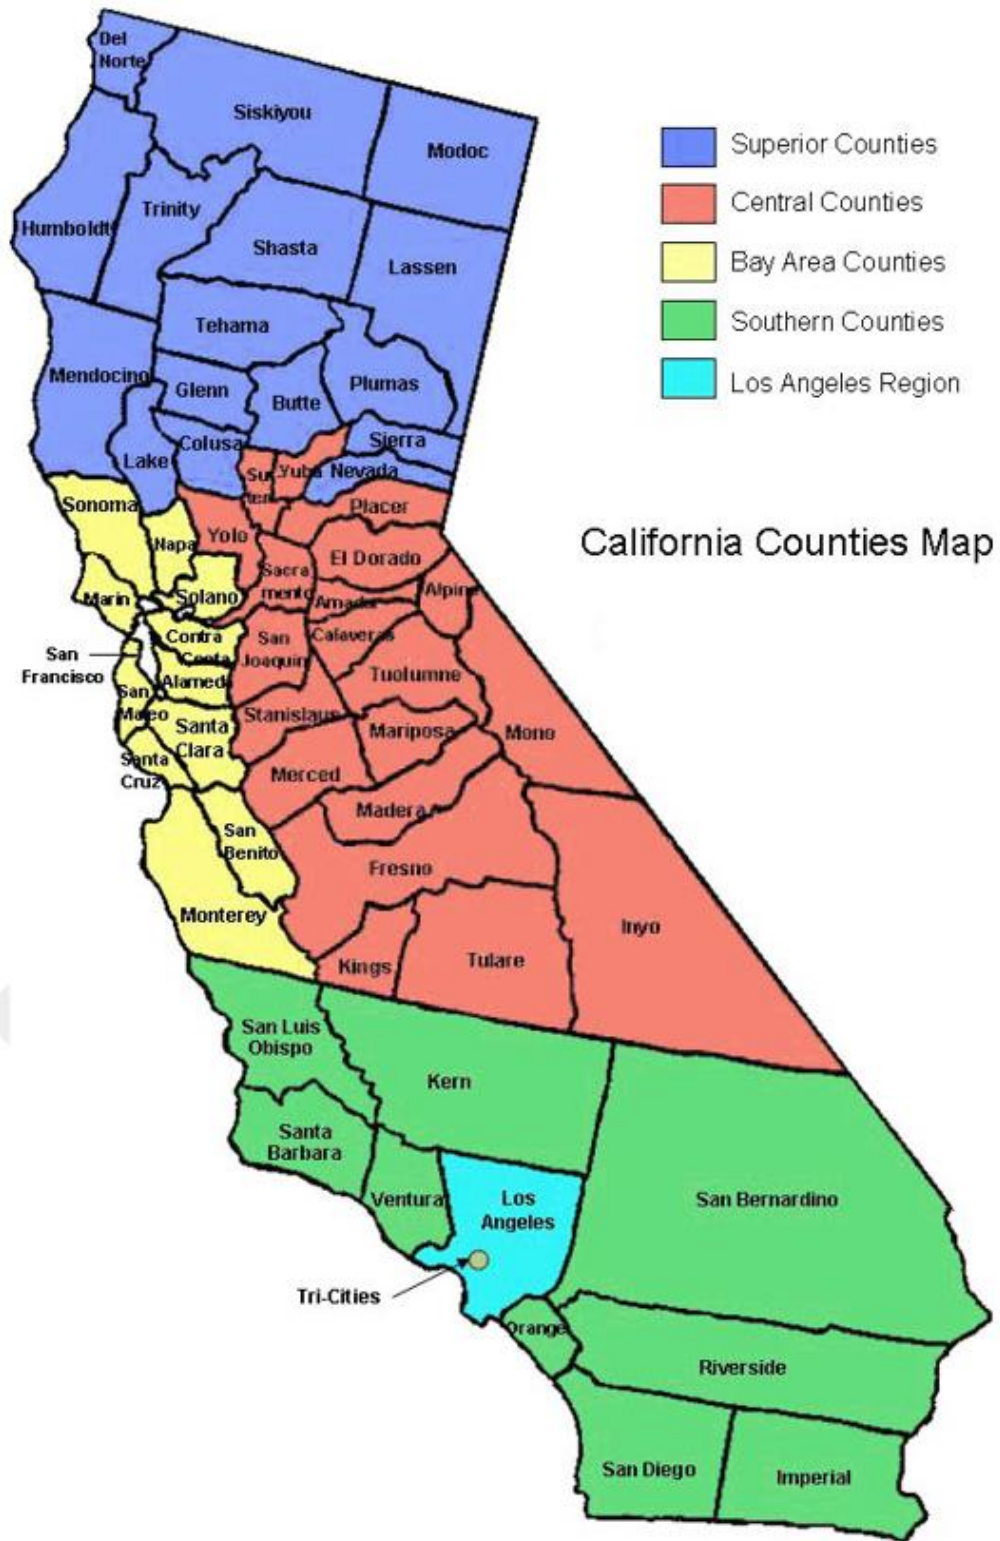 Del
Norte
Siskiyou
Modoc
Humboldt
Trinity
Shasta
Lassen
Tehama
Mendocino
Glenn
Butte
Plumas
Colusa
Lake
Sierra
Sut
ter
Yuba
Nevada
Sonoma
Napa
Yolo
Placer
El Dorado
Sacra
mento
Marin
Solano
Amador
Alpine
Contra
Costa
San
Joaquin
Calaveras
San
Francisco
Alameda
Tuolumne
San
Mateo
Santa
Clara
Stanislaus
Mariposa
Mono
Santa
Cruz
Merced
Madera
San
Benito
Fresno
Monterey
Inyo
Kings
Tulare
San Luis
Obispo
Kern
Santa
Barbara
Ventura
Los
Angeles
San Bernardino
Tri-Cities
Orange
Riverside
San Diego
Imperial
Superior Counties
Central Counties
Bay Area Counties
Southern Counties
Los Angeles Region
California Counties Map